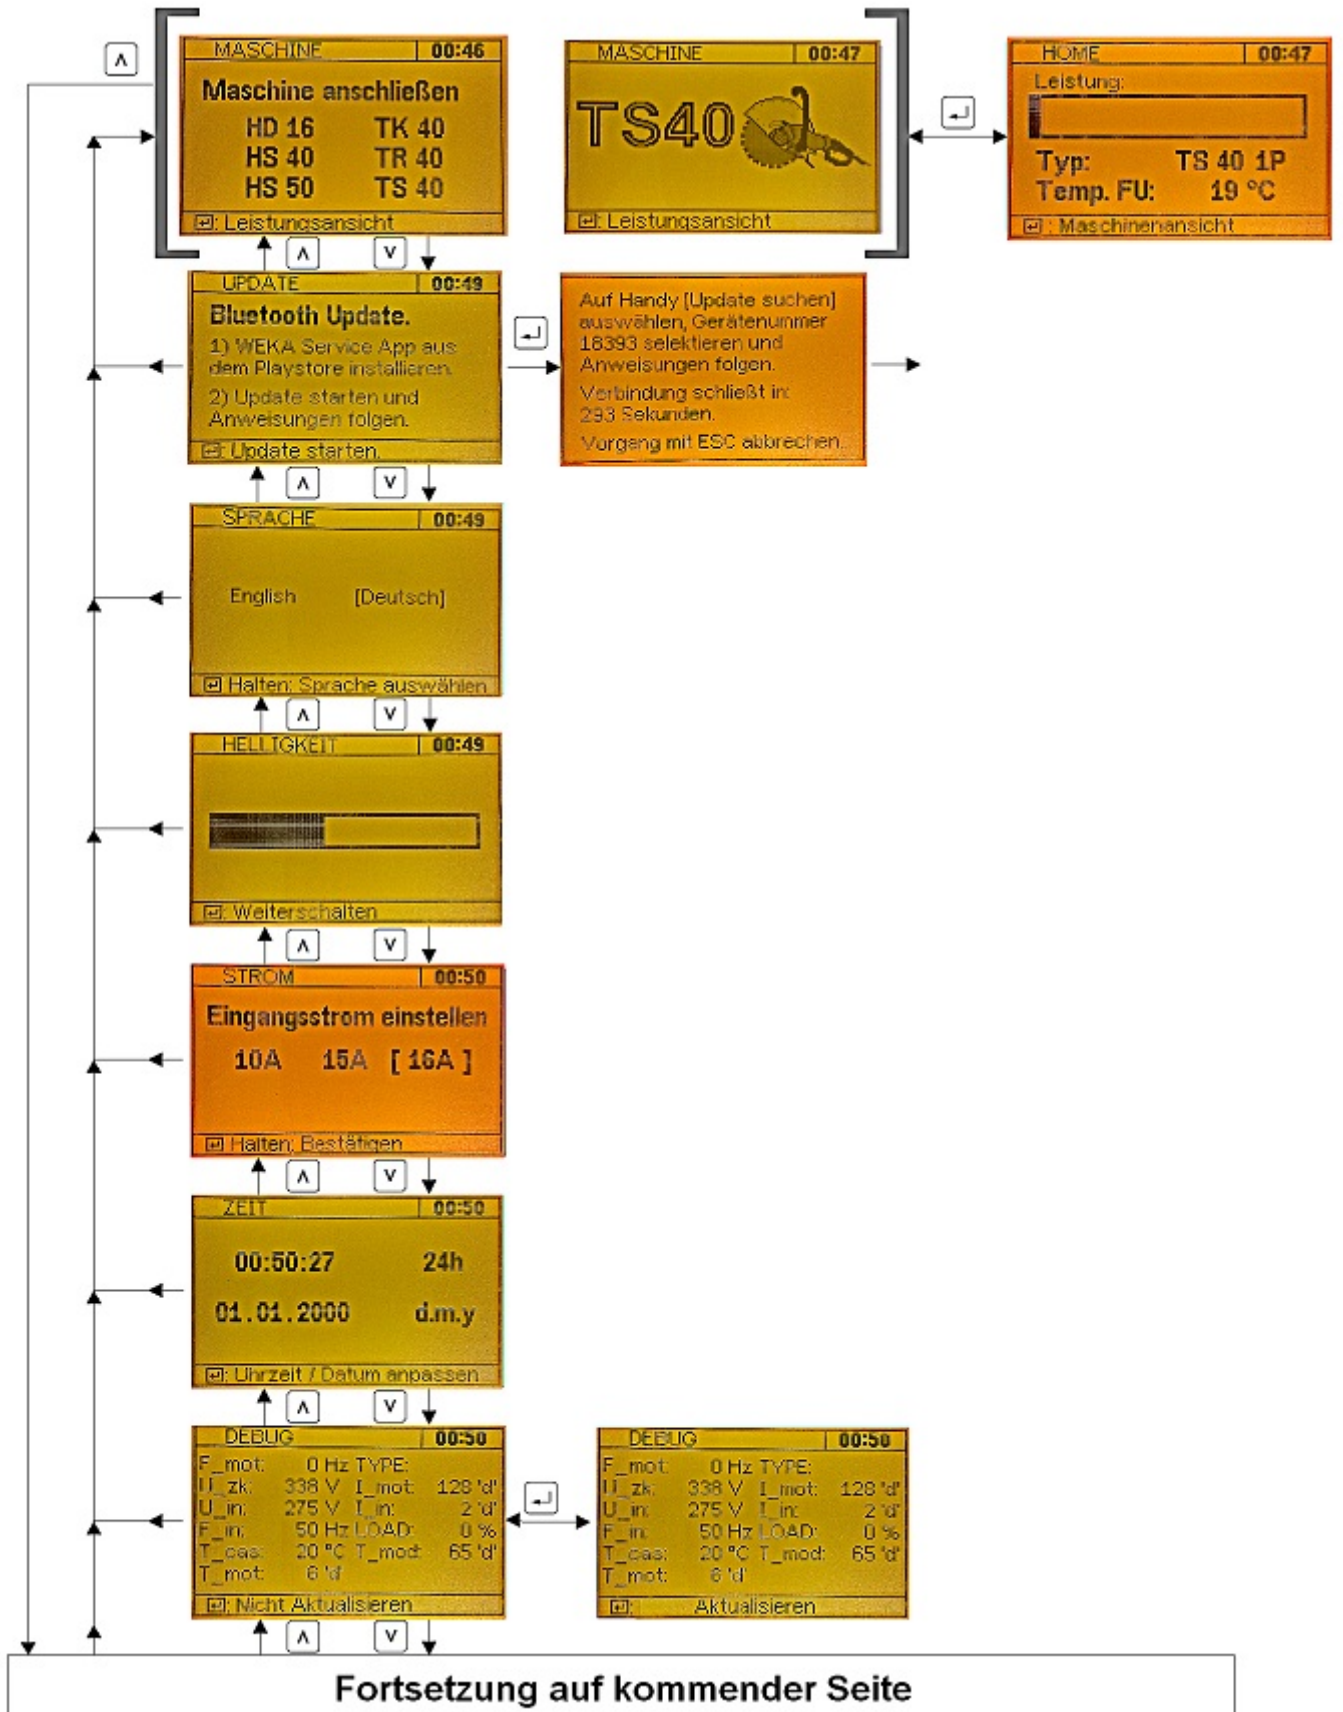 MASCHINE 00:46
Maschine anschließen
HD 16 TK 40
HS 40 TR 40
HS 50 TS 40
: Leistungsansicht
MASCHINE 00:47
TS40
: Leistungsansicht
HOME 00:47
Leistung:
Typ: TS 40 1P
Temp. FU: 19 °C
: Maschinenansicht
UPDATE 00:49
Bluetooth Update.
1) WEKA Service App aus
dem Playstore installieren.
2) Update starten und
Anweisungen folgen.
: Update starten.
Auf Handy [Update suchen]
auswählen, Gerätenummer
18393 selektieren und
Anweisungen folgen.
Verbindung schließt in:
293 Sekunden.
Vorgang mit ESC abbrechen.
SPRACHE 00:49
English [Deutsch]
Halten: Sprache auswählen
HELLIGKEIT 00:49
: Weiterschalten
STROM 00:50
Eingangsstrom einstellen
10A 15A [ 16A ]
Halten: Bestätigen
ZEIT 00:50
00:50:27 24h
01.01.2000 d.m.y
: Uhrzeit / Datum anpassen
DEBUG 00:50
F_mot: 0 Hz TYPE:
U_zk: 338 V I_mot: 128 'd'
U_in: 275 V I_in: 2 'd'
F_in: 50 Hz LOAD: 0 %
T_cas: 20 °C T_mod: 65 'd'
T_mot: 6 'd'
: Nicht Aktualisieren
DEBUG 00:50
F_mot: 0 Hz TYPE:
U_zk: 338 V I_mot: 128 'd'
U_in: 275 V I_in: 2 'd'
F_in: 50 Hz LOAD: 0 %
T_cas: 20 °C T_mod: 65 'd'
T_mot: 6 'd'
: Aktualisieren
Fortsetzung auf kommender Seite